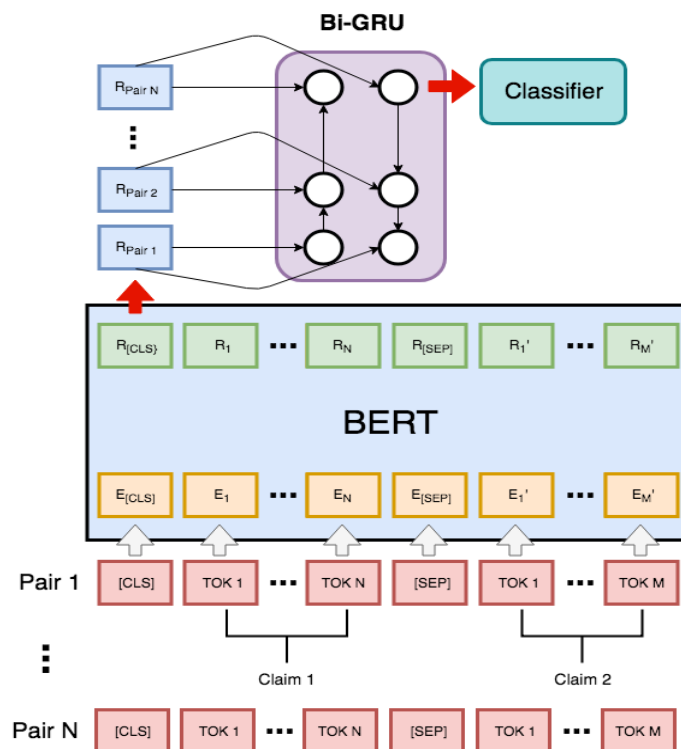 Bi-GRU
R_Pair N
Classifier
⋮
R_Pair 2
R_Pair 1
R_[CLS} R_1 ••• R_N R_[SEP] R_1' ••• R_M'
BERT
E_[CLS] E_1 ••• E_N E_[SEP] E_1' ••• E_M'
Pair 1 [CLS] TOK 1 ••• TOK N [SEP] TOK 1 ••• TOK M
Claim 1 Claim 2
⋮
Pair N [CLS] TOK 1 ••• TOK N [SEP] TOK 1 ••• TOK M